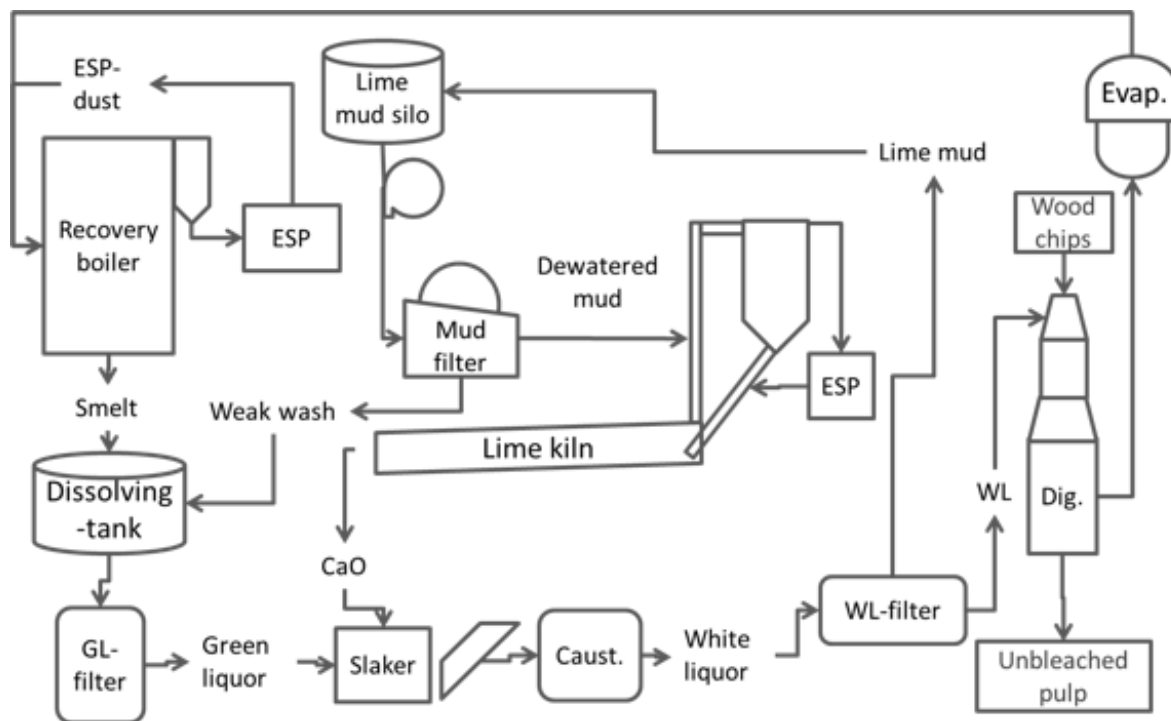 ESP-
dust
Lime
mud silo
Evap.
Lime mud
Wood
chips
Recovery
boiler
ESP
Dewatered
mud
Mud
filter
ESP
Smelt
Weak wash
Lime kiln
Dissolving
-tank
WL
Dig.
CaO
WL-filter
GL-
filter
Green
liquor
Slaker
Caust.
White
liquor
Unbleached
pulp